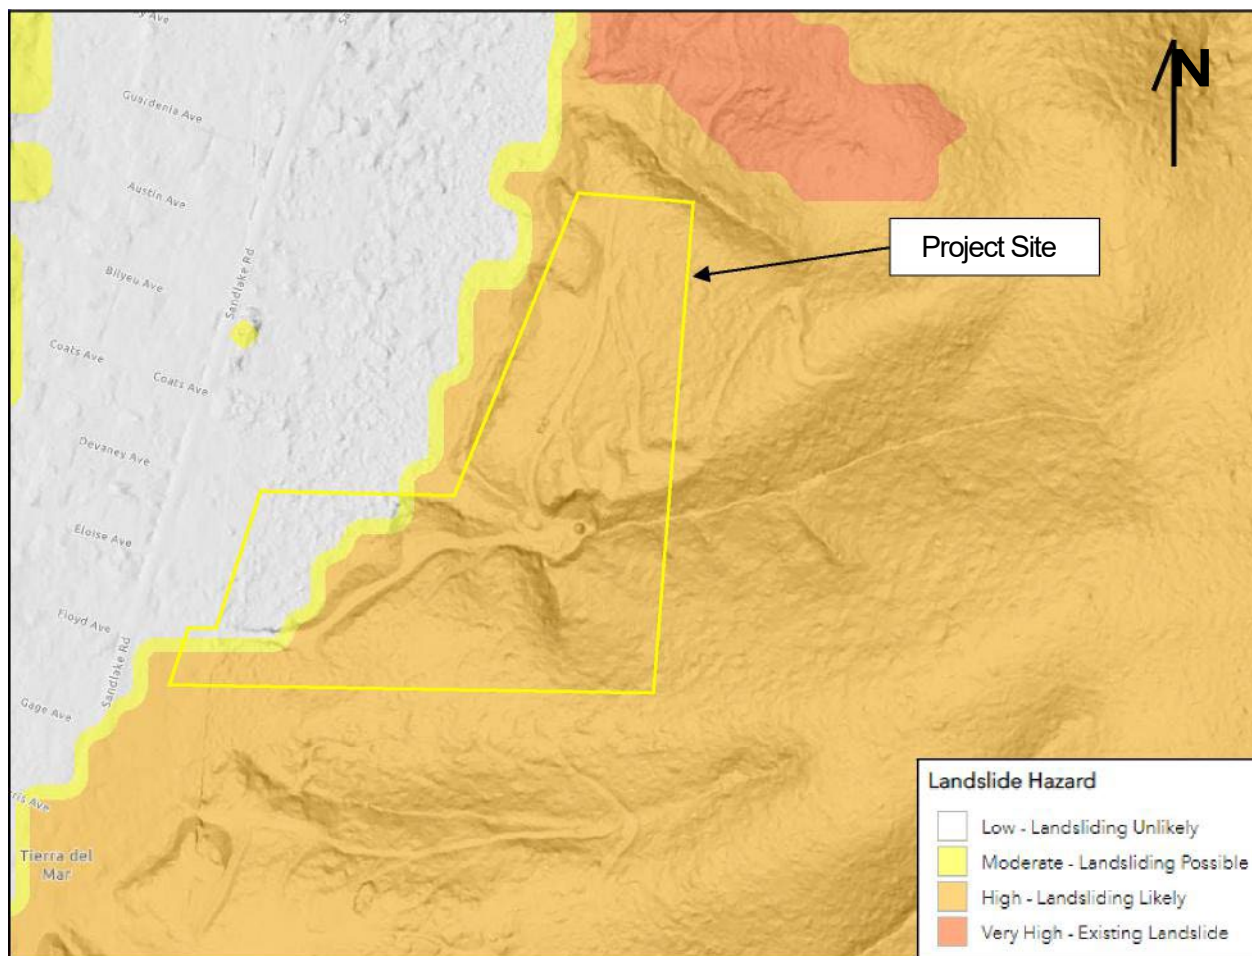 N
Guardenia Ave
Austin Ave
Sandlake Rd
Bilyeu Ave
Project Site
Coats Ave
Coats Ave
Devaney Ave
Eloise Ave
Floyd Ave
Sandlake Rd
Gage Ave
Ave
Tierra del
Mar
Landslide Hazard
Low - Landsliding Unlikely
Moderate - Landsliding Possible
High - Landsliding Likely
Very High - Existing Landslide